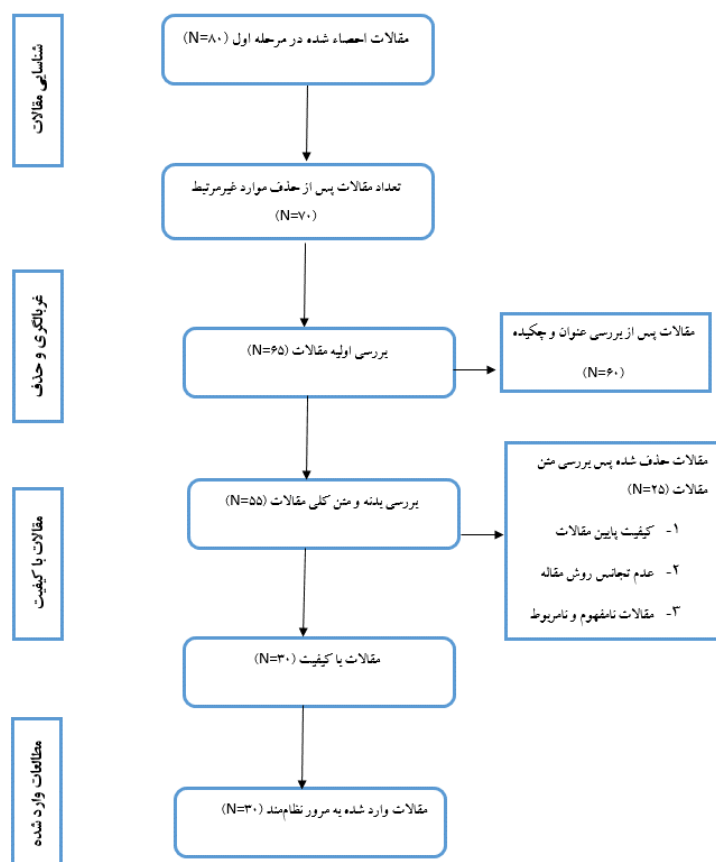 شناسایی مقالات
مقالات احصاء شده در مرحله اول (N=۸۰)
تعداد مقالات پس از حذف موارد غیرمرتبط
(N=۷۰)
غربالگری و حذف
بررسی اولیه مقالات (N=۶۵)
مقالات پس از بررسی عنوان و چکیده
(N=۶۰)
مقالات با کیفیت
بررسی بدنه و متن کلی مقالات (N=۵۵)
مقالات حذف شده پس بررسی متن
مقالات (N=۲۵)
۱- کیفیت پایین مقالات
۲- عدم تجانس روش مقاله
۳- مقالات نامفهوم و نامربوط
مقالات با کیفیت (N=۳۰)
مطالعات وارد شده
مقالات وارد شده به مرور نظام‌مند (N=۳۰)